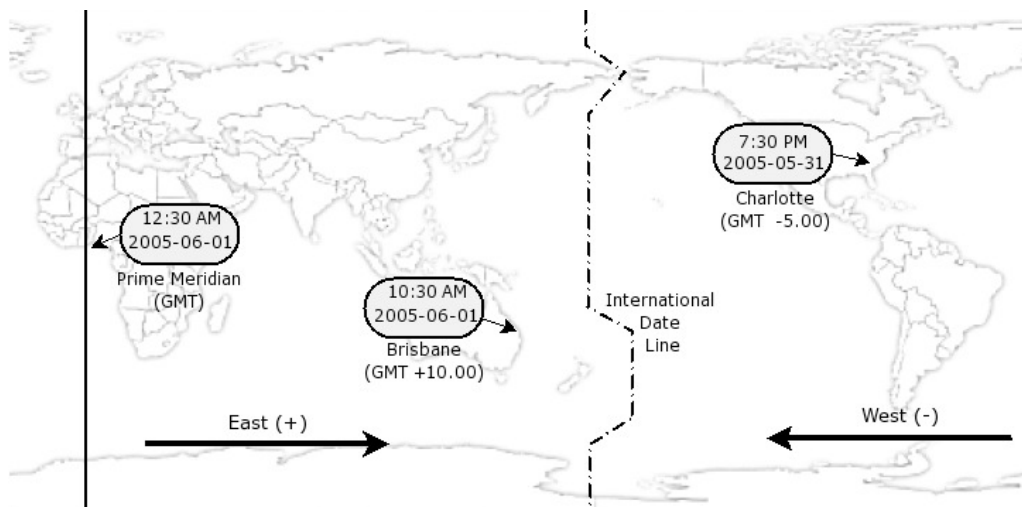 12:30 AM
2005-06-01
Prime Meridian
(GMT)
10:30 AM
2005-06-01
Brisbane
(GMT +10.00)
International
Date
Line
7:30 PM
2005-05-31
Charlotte
(GMT -5.00)
East (+)
West (-)